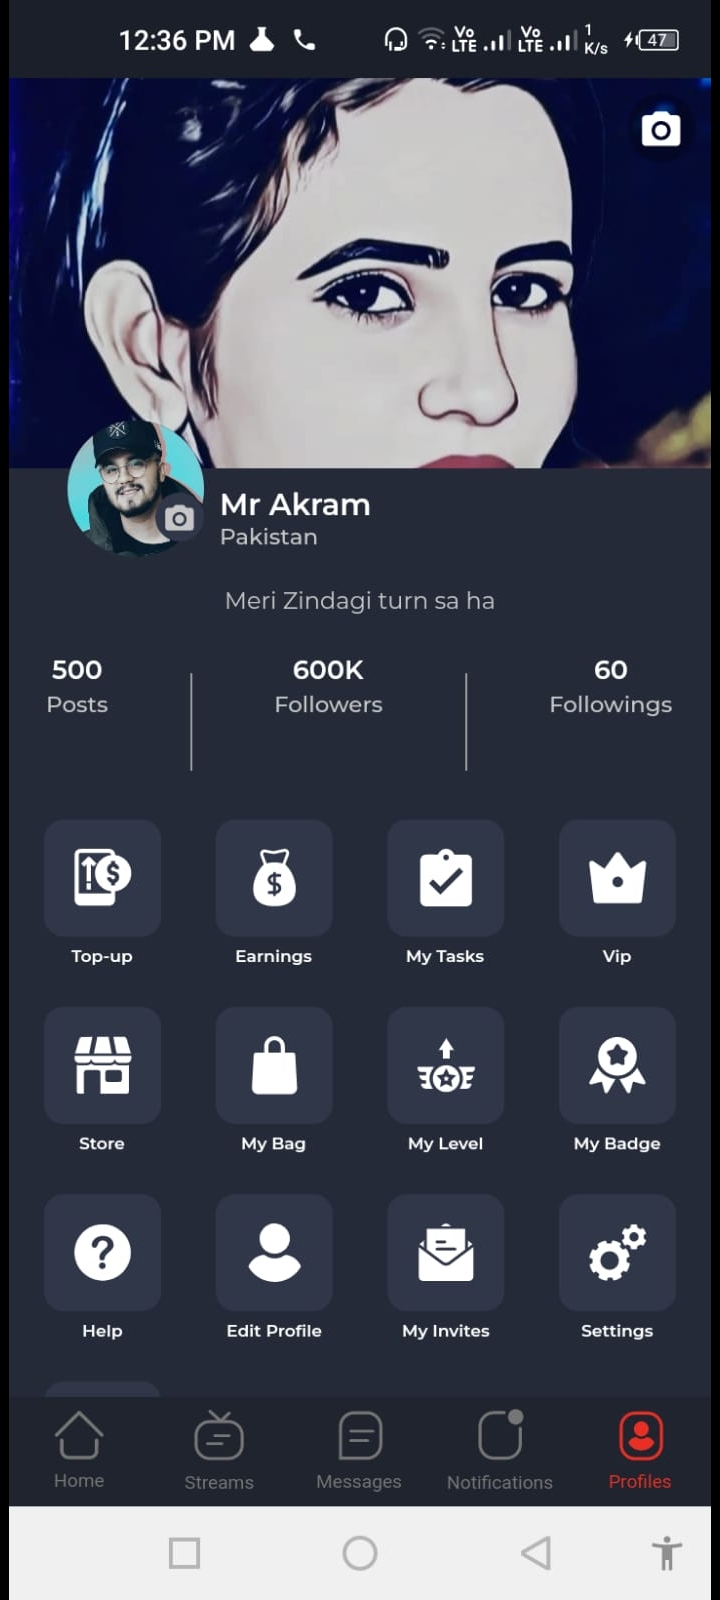 12:36 PM
Vo LTE Vo LTE 1 K/s 47
Mr Akram
Pakistan
Meri Zindagi turn sa ha
500 600K 60
Posts Followers Followings
Top-up Earnings My Tasks Vip
Store My Bag My Level My Badge
Help Edit Profile My Invites Settings
Home Streams Messages Notifications Profiles